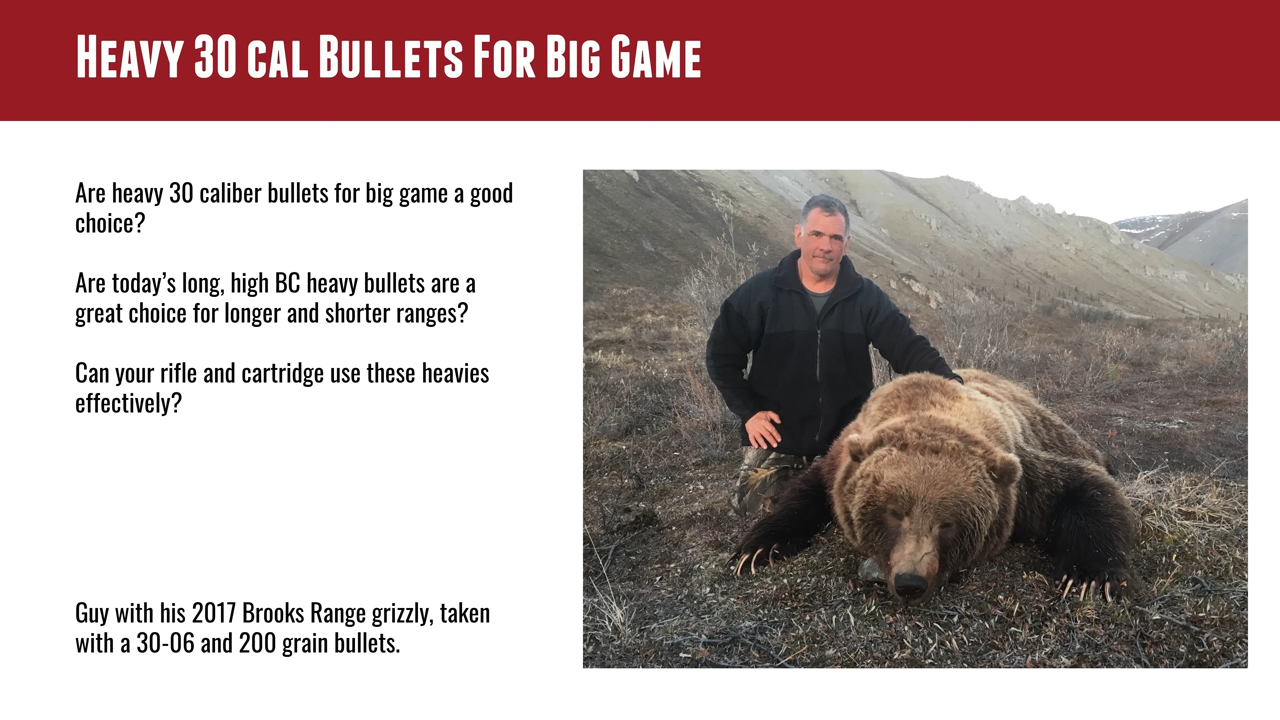 Heavy 30 cal Bullets For Big Game
Are heavy 30 caliber bullets for big game a good
choice?
Are today’s long, high BC heavy bullets are a
great choice for longer and shorter ranges?
Can your rifle and cartridge use these heavies
effectively?
Guy with his 2017 Brooks Range grizzly, taken
with a 30-06 and 200 grain bullets.